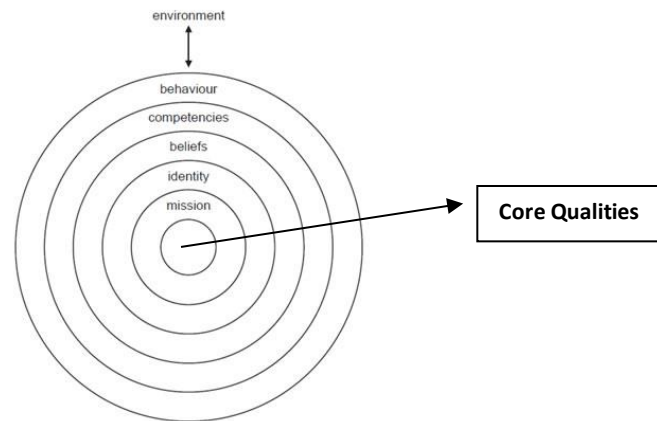 environment
behaviour
competencies
beliefs
identity
mission
Core Qualities